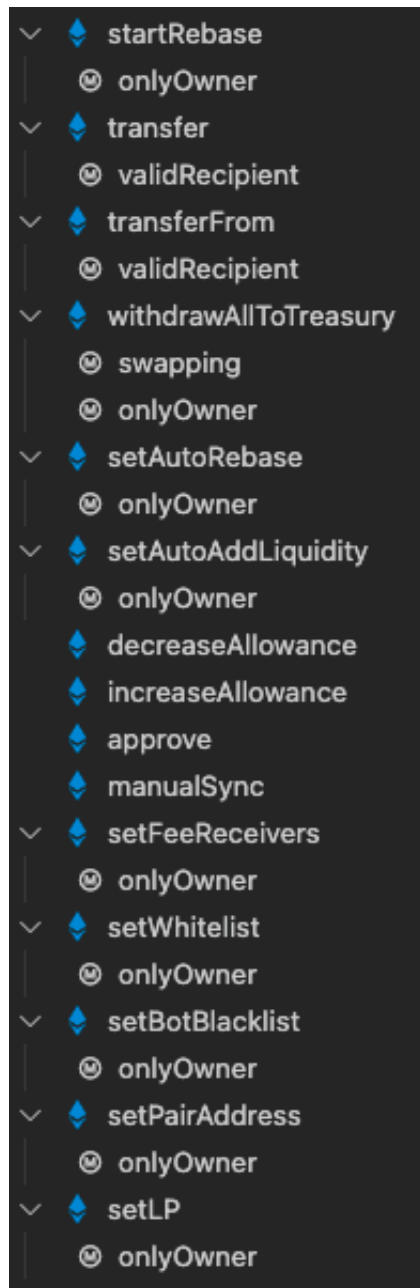 startRebase
onlyOwner
transfer
validRecipient
transferFrom
validRecipient
withdrawAllToTreasury
swapping
onlyOwner
setAutoRebase
onlyOwner
setAutoAddLiquidity
onlyOwner
decreaseAllowance
increaseAllowance
approve
manualSync
setFeeReceivers
onlyOwner
setWhitelist
onlyOwner
setBotBlacklist
onlyOwner
setPairAddress
onlyOwner
setLP
onlyOwner